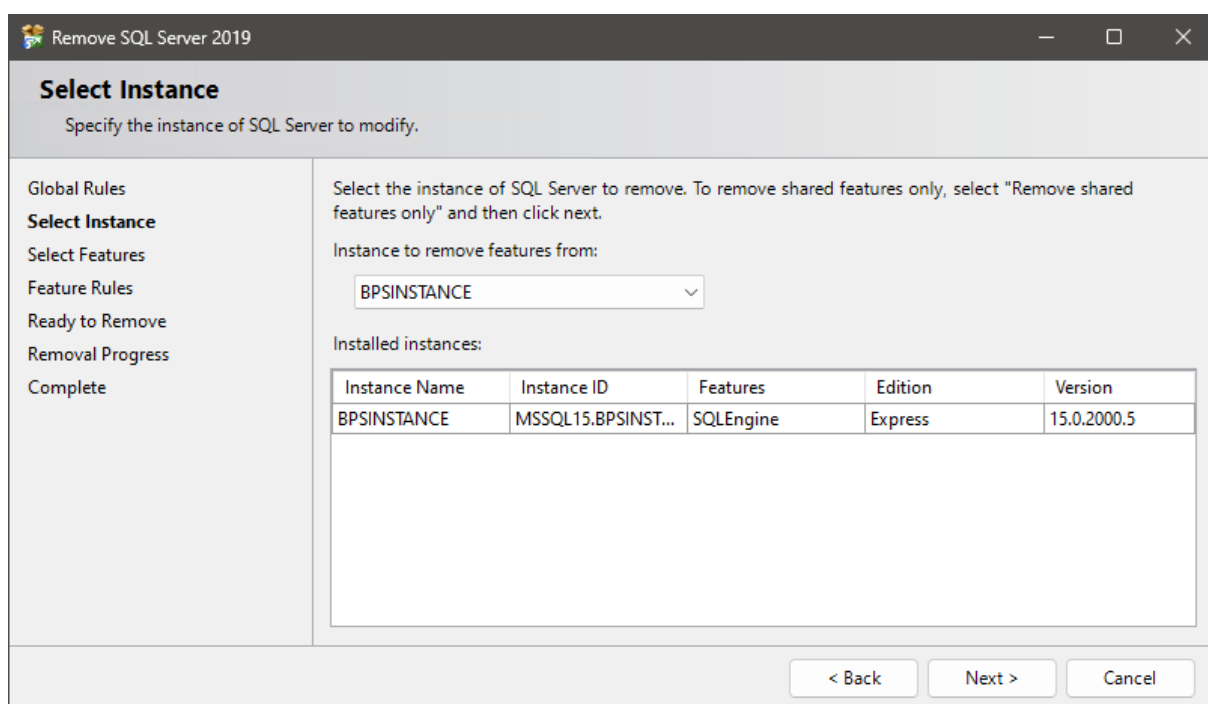 Remove SQL Server 2019
Select Instance
Specify the instance of SQL Server to modify.
Global Rules
Select Instance
Select Features
Feature Rules
Ready to Remove
Removal Progress
Complete
Select the instance of SQL Server to remove. To remove shared features only, select "Remove shared
features only" and then click next.
Instance to remove features from:
BPSINSTANCE
Installed instances:
Instance Name Instance ID Features Edition Version
BPSINSTANCE MSSQL15.BPSINST... SQLEngine Express 15.0.2000.5
< Back Next > Cancel